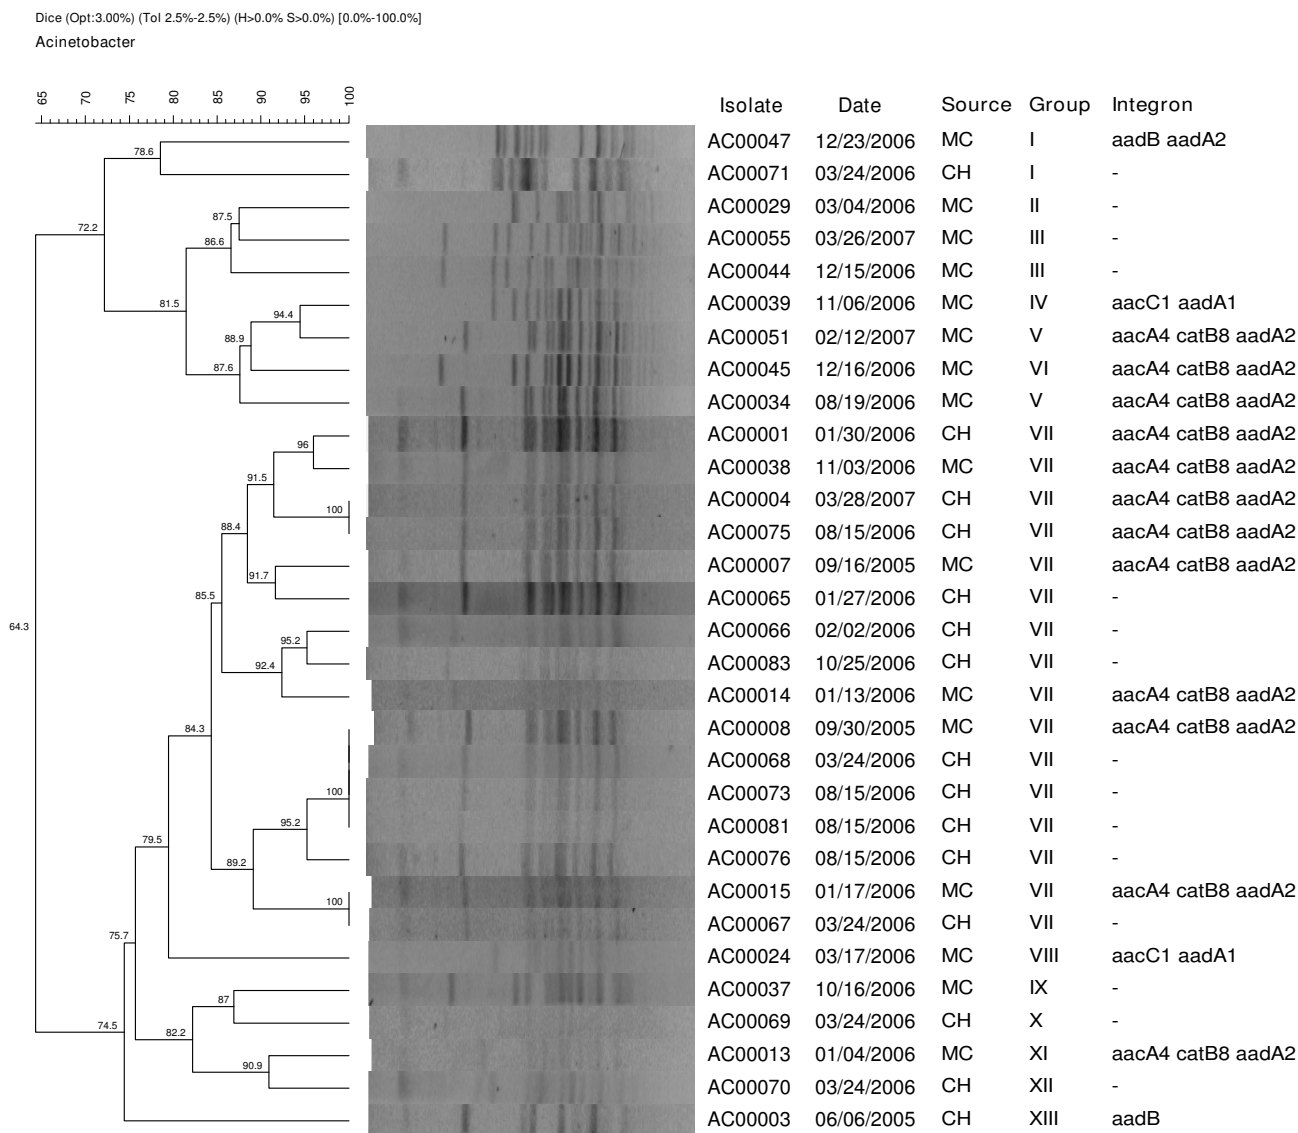 Dice (Opt:3.00%) (Tol 2.5%-2.5%) (H>0.0% S>0.0%) [0.0%-100.0%]
Acinetobacter
65 70 75 80 85 90 95 100
Isolate Date Source Group Integron
AC00047 12/23/2006 MC I aadB aadA2
78.6
AC00071 03/24/2006 CH I -
AC00029 03/04/2006 MC II -
87.5
72.2
AC00055 03/26/2007 MC III -
86.6
AC00044 12/15/2006 MC III -
81.5
AC00039 11/06/2006 MC IV aacC1 aadA1
94.4
AC00051 02/12/2007 MC V aacA4 catB8 aadA2
88.9
87.6
AC00045 12/16/2006 MC VI aacA4 catB8 aadA2
AC00034 08/19/2006 MC V aacA4 catB8 aadA2
AC00001 01/30/2006 CH VII aacA4 catB8 aadA2
96
AC00038 11/03/2006 MC VII aacA4 catB8 aadA2
91.5
AC00004 03/28/2007 CH VII aacA4 catB8 aadA2
100
88.4
AC00075 08/15/2006 CH VII aacA4 catB8 aadA2
AC00007 09/16/2005 MC VII aacA4 catB8 aadA2
91.7
85.5
AC00065 01/27/2006 CH VII -
64.3
AC00066 02/02/2006 CH VII -
95.2
AC00083 10/25/2006 CH VII -
92.4
AC00014 01/13/2006 MC VII aacA4 catB8 aadA2
AC00008 09/30/2005 MC VII aacA4 catB8 aadA2
84.3
AC00068 03/24/2006 CH VII -
AC00073 08/15/2006 CH VII -
100
AC00081 08/15/2006 CH VII -
95.2
79.5
AC00076 08/15/2006 CH VII -
89.2
AC00015 01/17/2006 MC VII aacA4 catB8 aadA2
100
AC00067 03/24/2006 CH VII -
75.7
AC00024 03/17/2006 MC VIII aacC1 aadA1
AC00037 10/16/2006 MC IX -
87
AC00069 03/24/2006 CH X -
74.5
82.2
AC00013 01/04/2006 MC XI aacA4 catB8 aadA2
90.9
AC00070 03/24/2006 CH XII -
AC00003 06/06/2005 CH XIII aadB